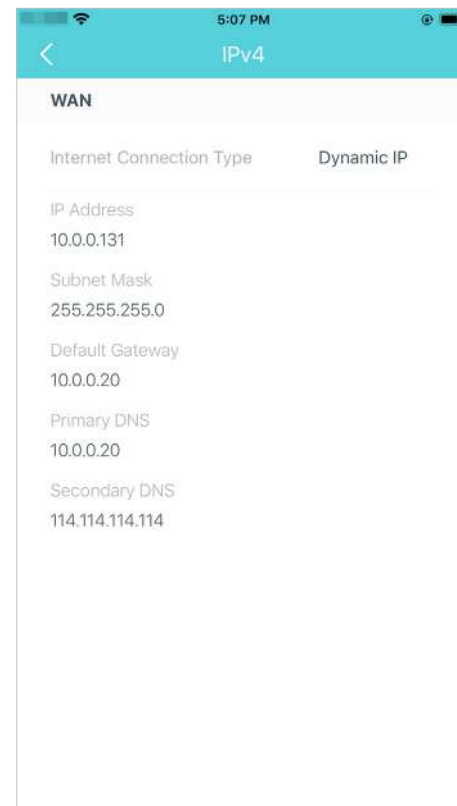 5:07 PM
IPv4
WAN
Internet Connection Type Dynamic IP
IP Address
10.0.0.131
Subnet Mask
255.255.255.0
Default Gateway
10.0.0.20
Primary DNS
10.0.0.20
Secondary DNS
114.114.114.114